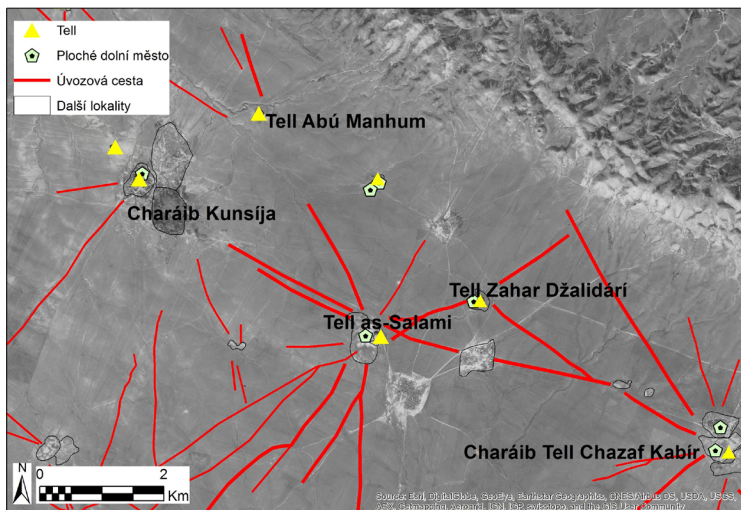 Tell
Ploché dolní město
Úvozová cesta
Další lokality
Tell Abú Manhum
Charáib Kunsíja
Tell Zahar Džalidárí
Tell as-Salami
Charáib Tell Chazaf Kabír
N
0 2
Km
Source: Esri, DigitalGlobe, GeoEye, Earthstar Geographics, CNES/Airbus DS, USDA, USGS,
AEX, Getmapping, Aerogrid, IGN, IGP, swisstopo, and the GIS User Community